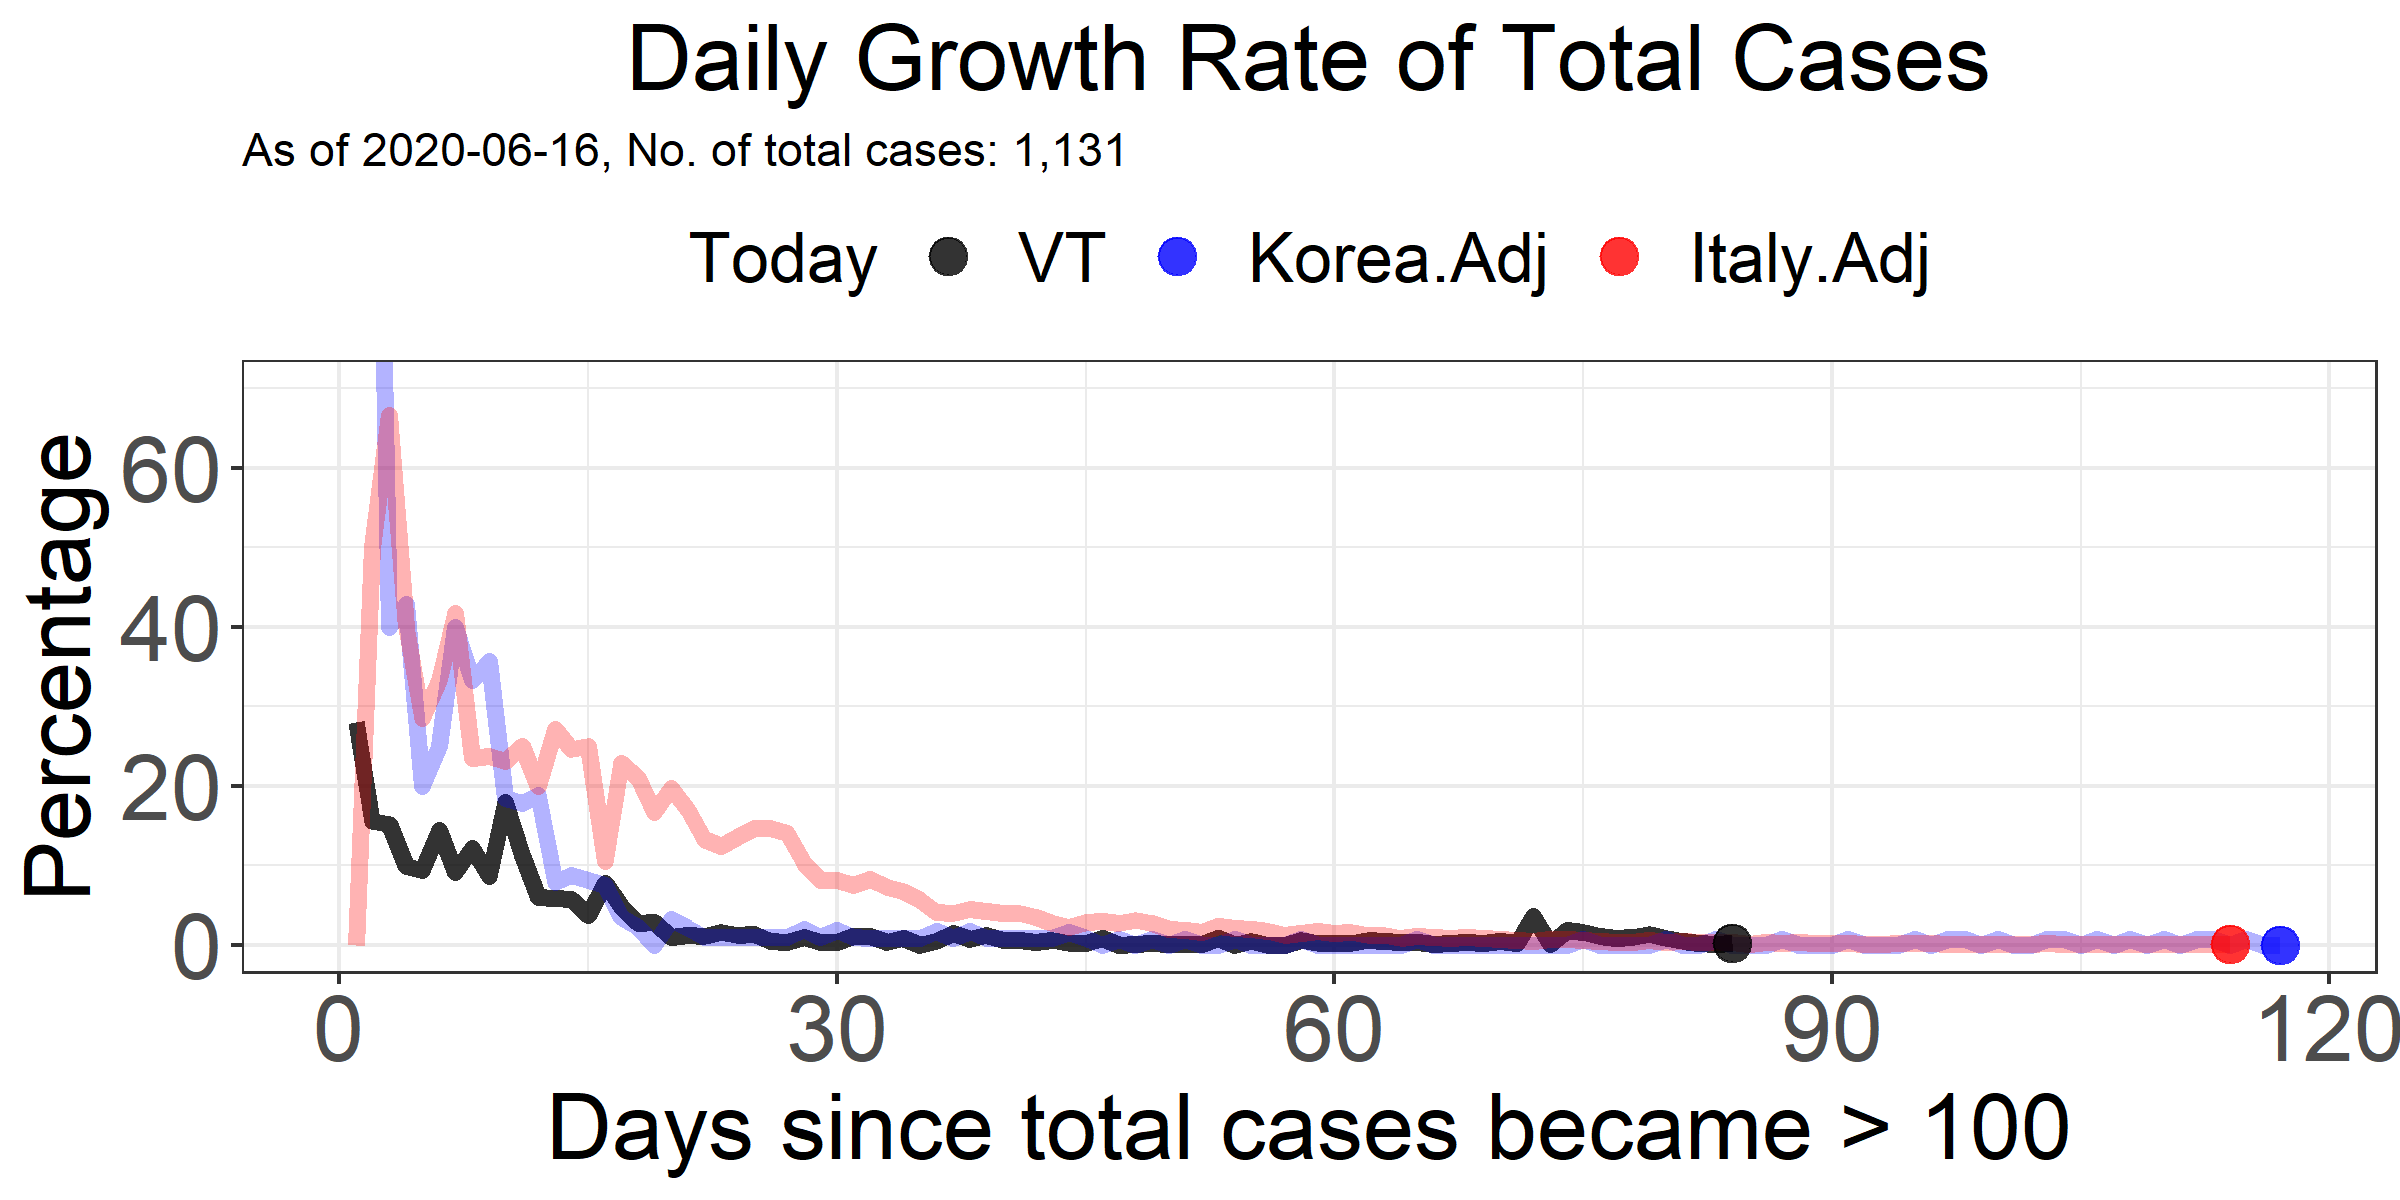 Daily Growth Rate of Total Cases
As of 2020-06-16, No. of total cases: 1,131
Today VT Korea.Adj Italy.Adj
Percentage
60
40
20
0
0 30 60 90 120
Days since total cases became > 100